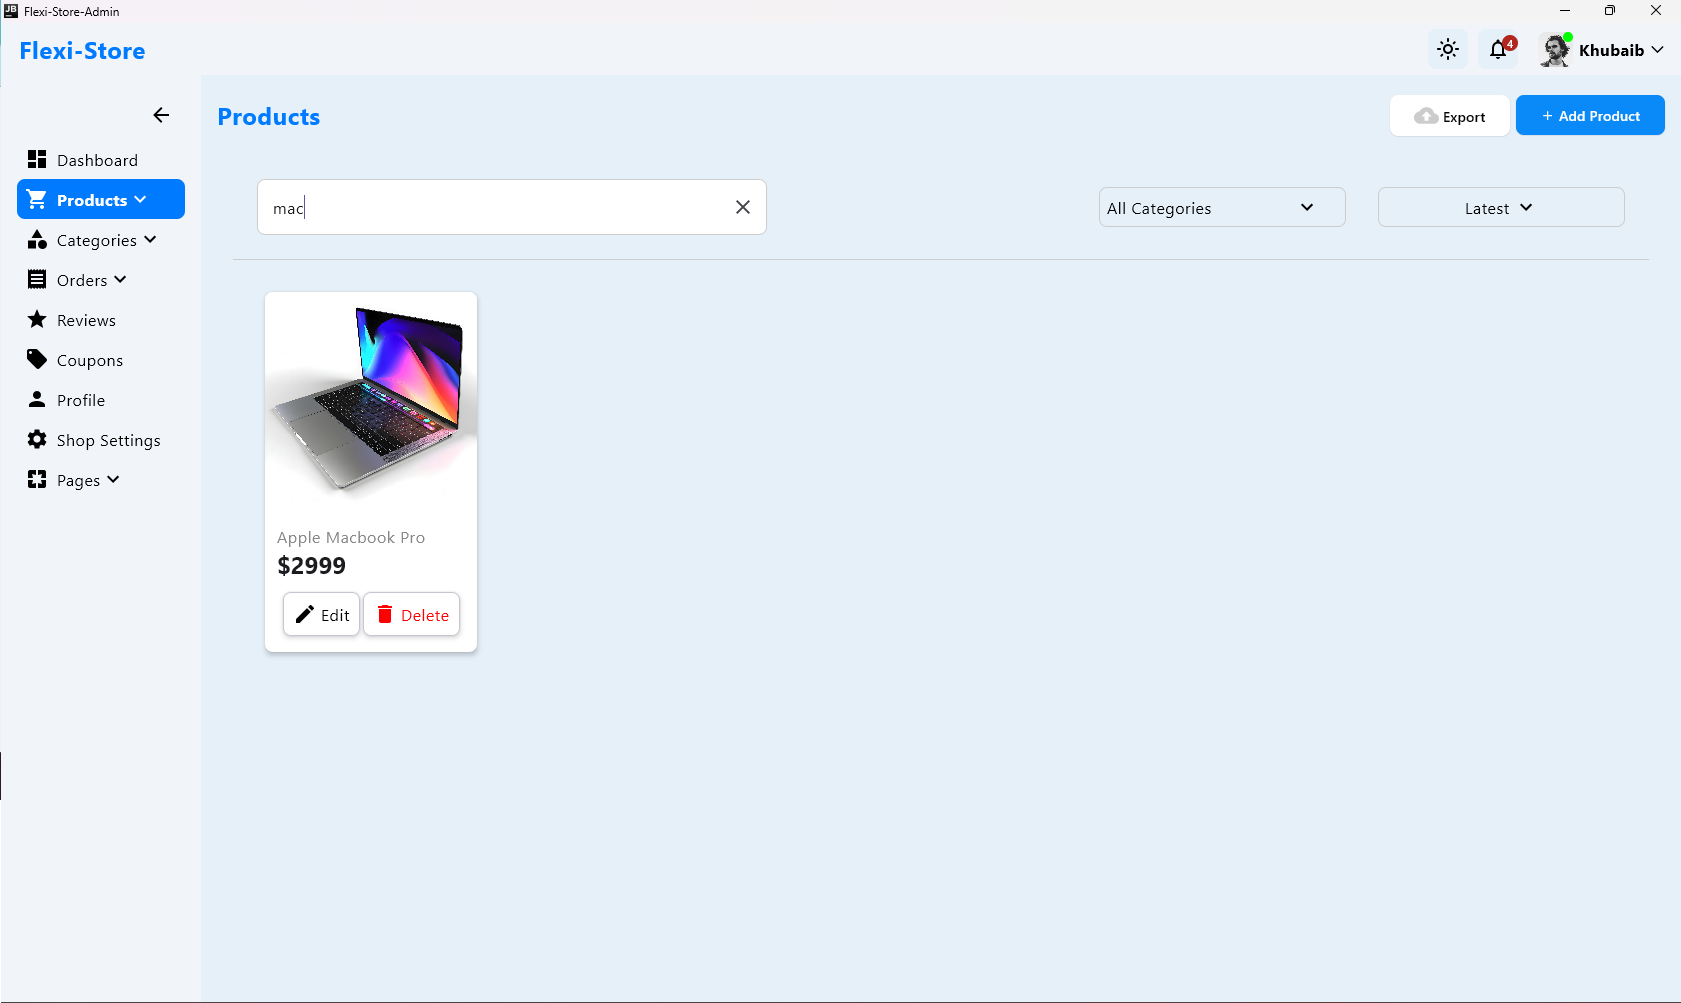 JB Flexi-Store-Admin
Flexi-Store
4
Khubaib
Products
Export
+ Add Product
Dashboard
Products
Categories
Orders
Reviews
Coupons
Profile
Shop Settings
Pages
mac
All Categories
Latest
Apple Macbook Pro
$2999
Edit
Delete